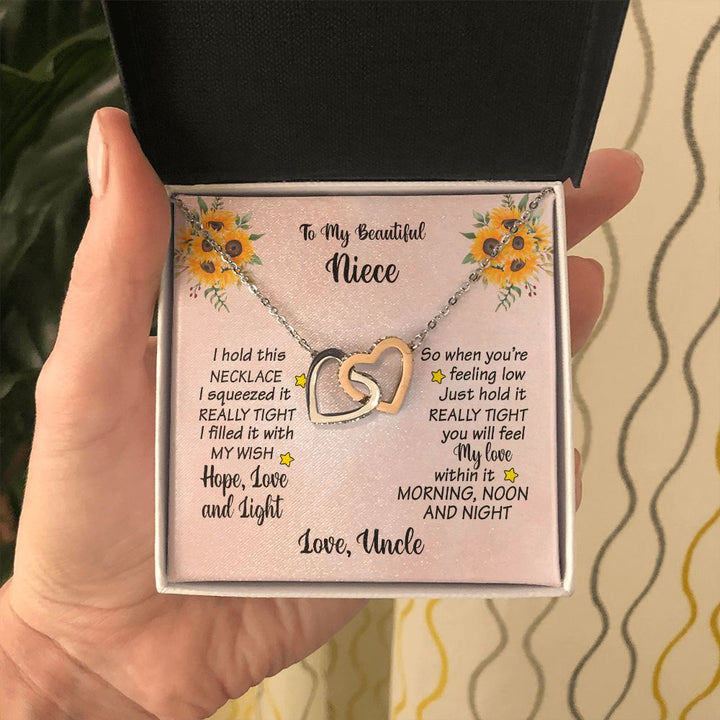 To My Beautiful
Niece
I hold this
NECKLACE
I squeezed it
REALLY TIGHT
I filled it with
MY WISH
Hope, Love
and Light
So when you're
feeling low
Just hold it
REALLY TIGHT
you will feel
My love
within it
MORNING, NOON
AND NIGHT
Love, Uncle